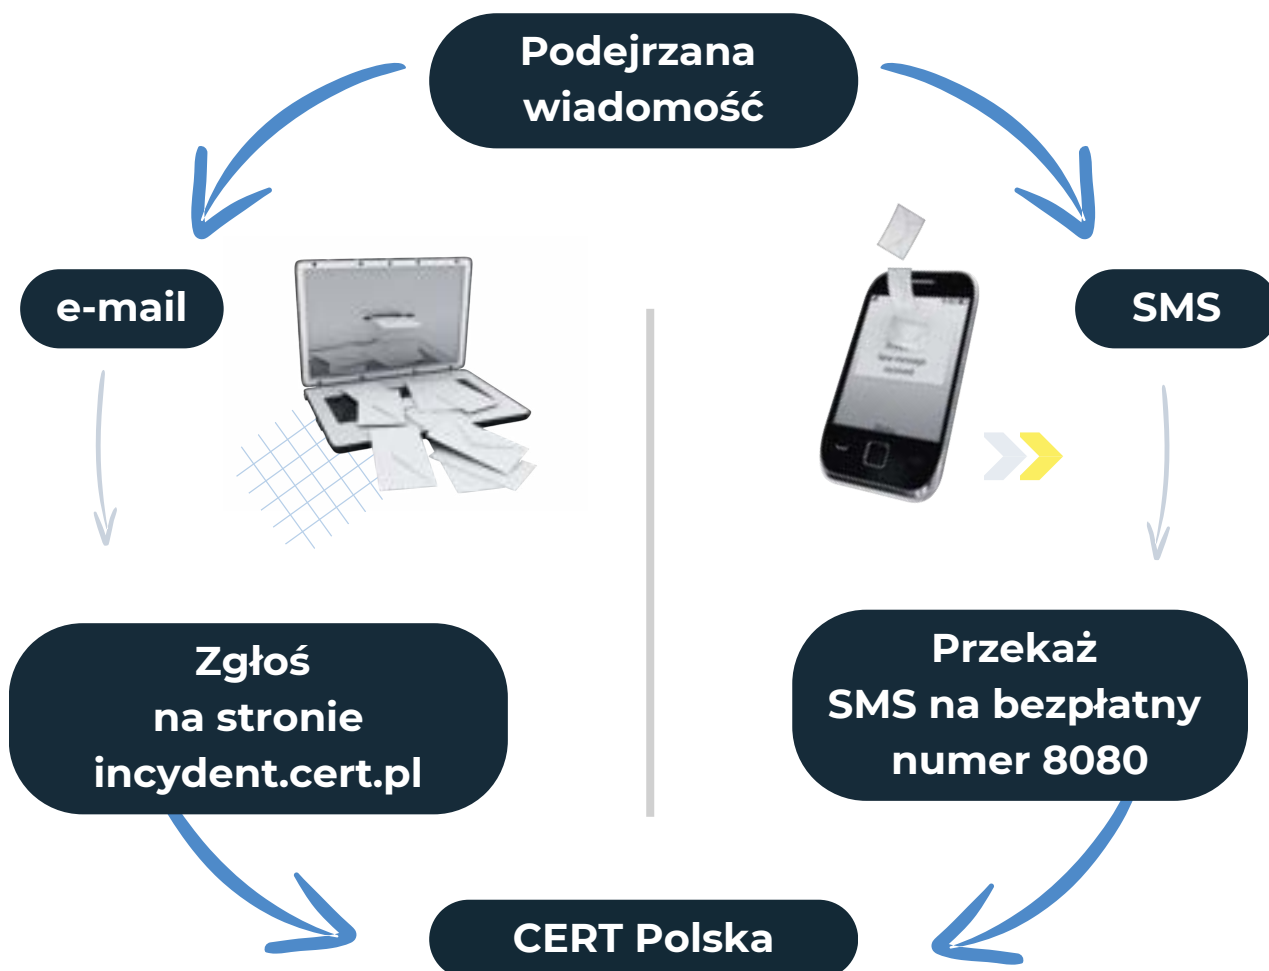 Podejrzana
wiadomość
e-mail
SMS
Zgłoś
na stronie
incydent.cert.pl
Przekaż
SMS na bezpłatny
numer 8080
CERT Polska